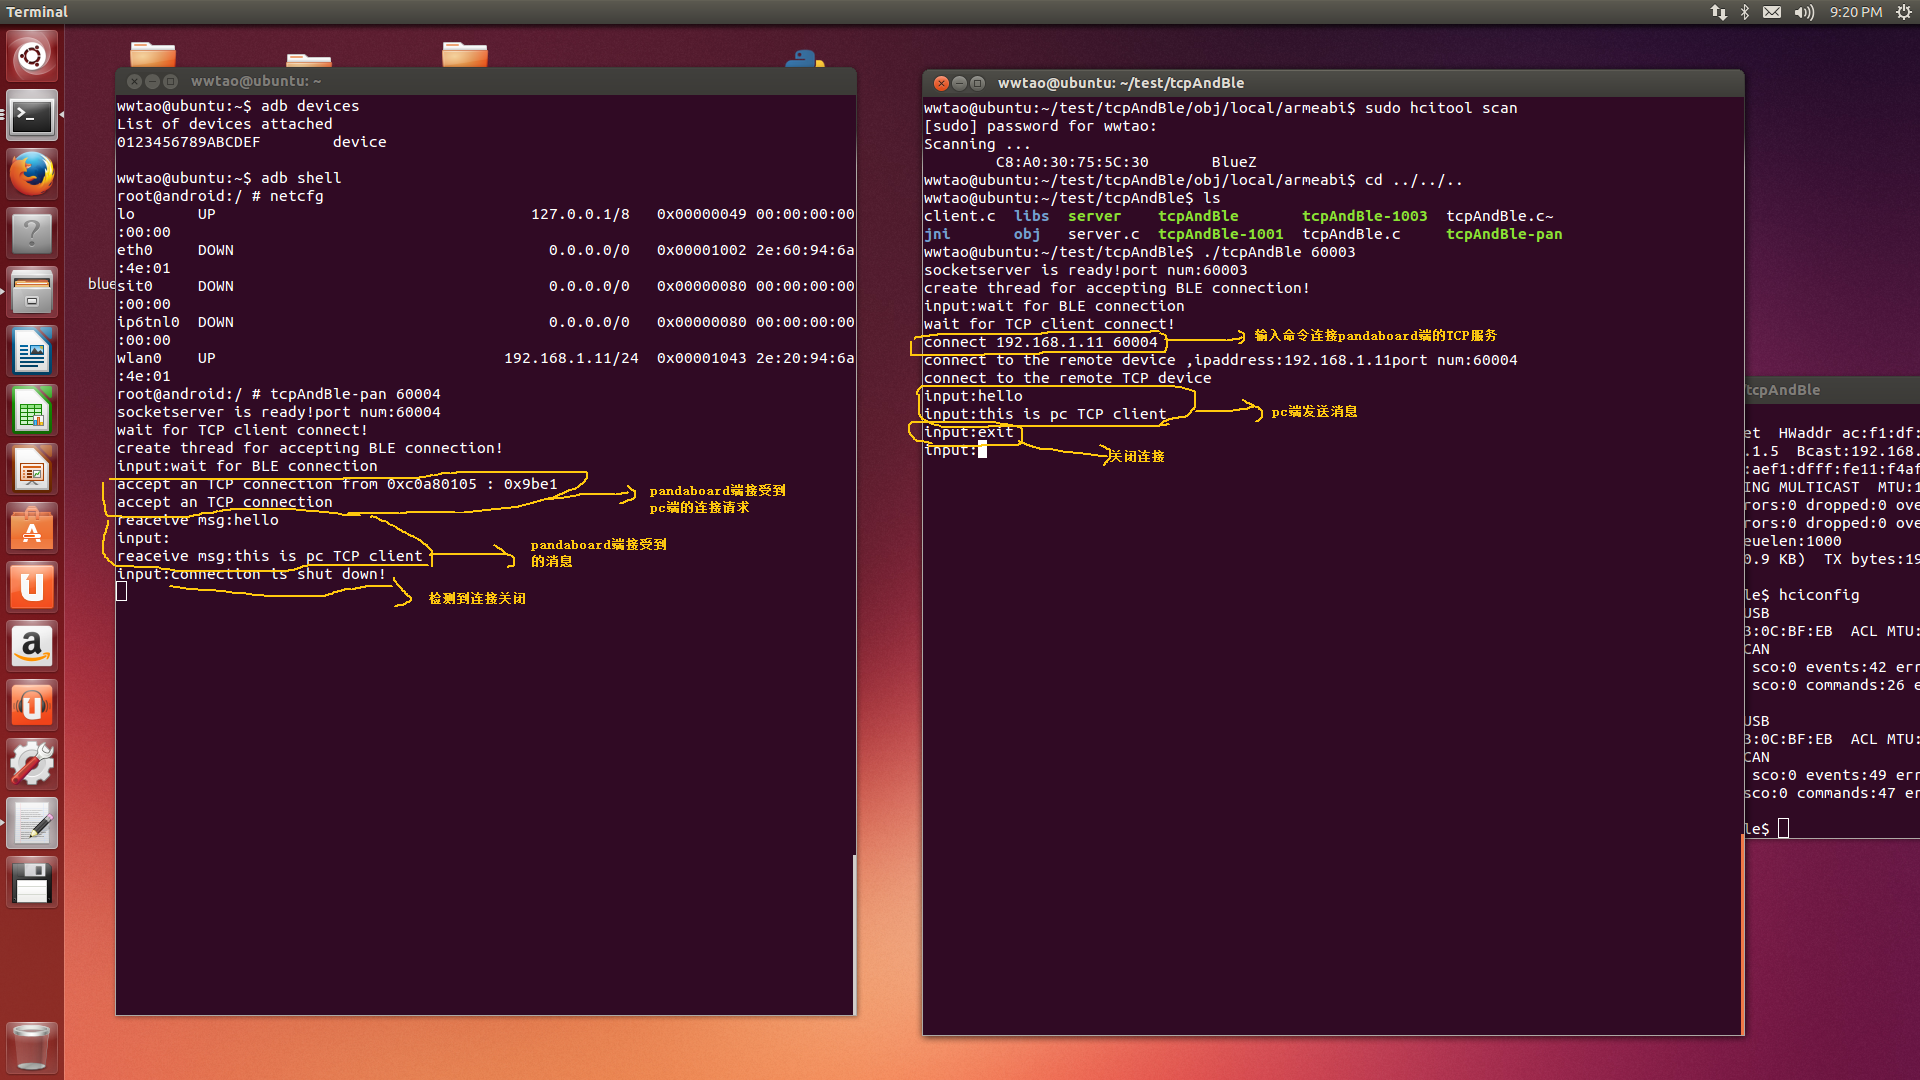 Terminal
9:20 PM
wwtao@ubuntu: ~
wwtao@ubuntu:~$ adb devices
List of devices attached
0123456789ABCDEF        device
wwtao@ubuntu:~$ adb shell
root@android:/ # netcfg
lo       UP                                   127.0.0.1/8   0x00000049 00:00:00:00
:00:00
eth0     DOWN                                   0.0.0.0/0   0x00001002 2e:60:94:6a
:4e:01
sit0     DOWN                                   0.0.0.0/0   0x00000080 00:00:00:00
:00:00
ip6tnl0  DOWN                                   0.0.0.0/0   0x00000080 00:00:00:00
:00:00
wlan0    UP                                192.168.1.11/24  0x00001043 2e:20:94:6a
:4e:01
root@android:/ # tcpAndBle-pan 60004
socketserver is ready!port num:60004
wait for TCP client connect!
create thread for accepting BLE connection!
input:wait for BLE connection
accept an TCP connection from 0xc0a80105 : 0x9be1
accept an TCP connection
reaceive msg:hello
input:
reaceive msg:this is pc TCP client
input:connection is shut down!
pandaboard端接受到
pc端的连接请求
pandaboard端接受到
的消息
检测到连接关闭
blue
wwtao@ubuntu: ~/test/tcpAndBle
wwtao@ubuntu:~/test/tcpAndBle/obj/local/armeabi$ sudo hcitool scan
[sudo] password for wwtao:
Scanning ...
        C8:A0:30:75:5C:30       BlueZ
wwtao@ubuntu:~/test/tcpAndBle/obj/local/armeabi$ cd ../../..
wwtao@ubuntu:~/test/tcpAndBle$ ls
client.c  libs  server    tcpAndBle       tcpAndBle-1003  tcpAndBle.c~
jni       obj   server.c  tcpAndBle-1001  tcpAndBle.c     tcpAndBle-pan
wwtao@ubuntu:~/test/tcpAndBle$ ./tcpAndBle 60003
socketserver is ready!port num:60003
create thread for accepting BLE connection!
input:wait for BLE connection
wait for TCP client connect!
connect 192.168.1.11 60004
connect to the remote device ,ipaddress:192.168.1.11port num:60004
connect to the remote TCP device
input:hello
input:this is pc TCP client
input:exit
input:
输入命令连接pandaboard端的TCP服务
pc端发送消息
关闭连接
tcpAndBle
et  HWaddr ac:f1:df:
.1.5  Bcast:192.168.
:aef1:dfff:fe11:f4af
ING MULTICAST  MTU:1
rors:0 dropped:0 ove
rors:0 dropped:0 ove
euelen:1000
0.9 KB)  TX bytes:19
le$ hciconfig
USB
3:0C:BF:EB  ACL MTU:
CAN
sco:0 events:42 err
sco:0 commands:26 e
USB
3:0C:BF:EB  ACL MTU:
CAN
sco:0 events:49 err
sco:0 commands:47 er
le$